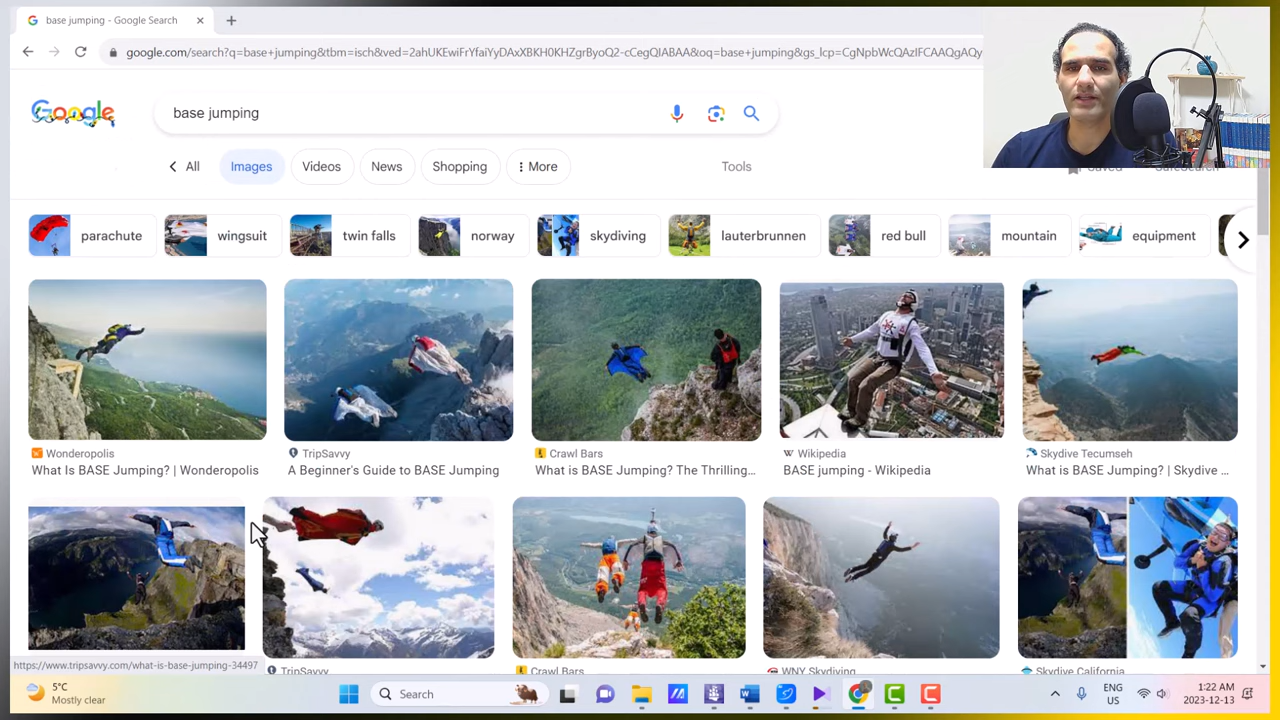 base jumping - Google Search
google.com/search?q=base+jumping&tbm=isch&ved=2ahUKEwiFrYfaiYyDAxXBKH0KHZgrByoQ2-cCegQIABAA&oq=base+jumping&gs_lcp=CgNpbWcQAzIFCAAQgAQy
Google
base jumping
All
Images
Videos
News
Shopping
More
Tools
Saved
SafeSearch
parachute
wingsuit
twin falls
norway
skydiving
lauterbrunnen
red bull
mountain
equipment
Wonderopolis
What Is BASE Jumping? | Wonderopolis
TripSavvy
A Beginner's Guide to BASE Jumping
Crawl Bars
What is BASE Jumping? The Thrilling...
Wikipedia
BASE jumping - Wikipedia
Skydive Tecumseh
What is BASE Jumping? | Skydive ...
https://www.tripsavvy.com/what-is-base-jumping-34497
TripSavvy
Crawl Bars
WNY Skydiving
Skydive California
5°C
Mostly clear
Search
ENG
US
1:22 AM
2023-12-13